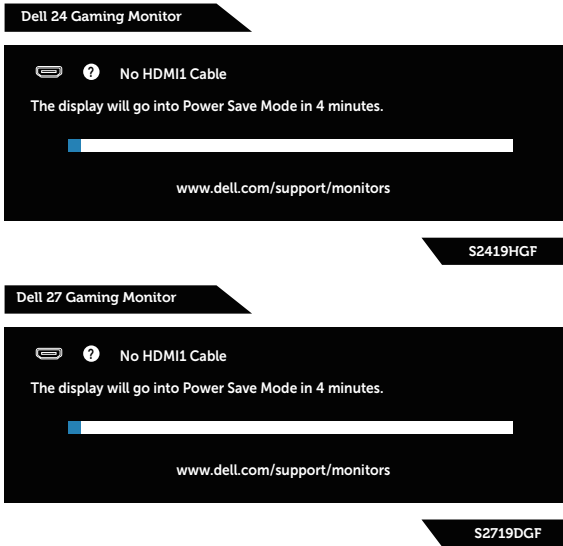 Dell 24 Gaming Monitor
? No HDMI1 Cable
The display will go into Power Save Mode in 4 minutes.
www.dell.com/support/monitors
S2419HGF
Dell 27 Gaming Monitor
? No HDMI1 Cable
The display will go into Power Save Mode in 4 minutes.
www.dell.com/support/monitors
S2719DGF